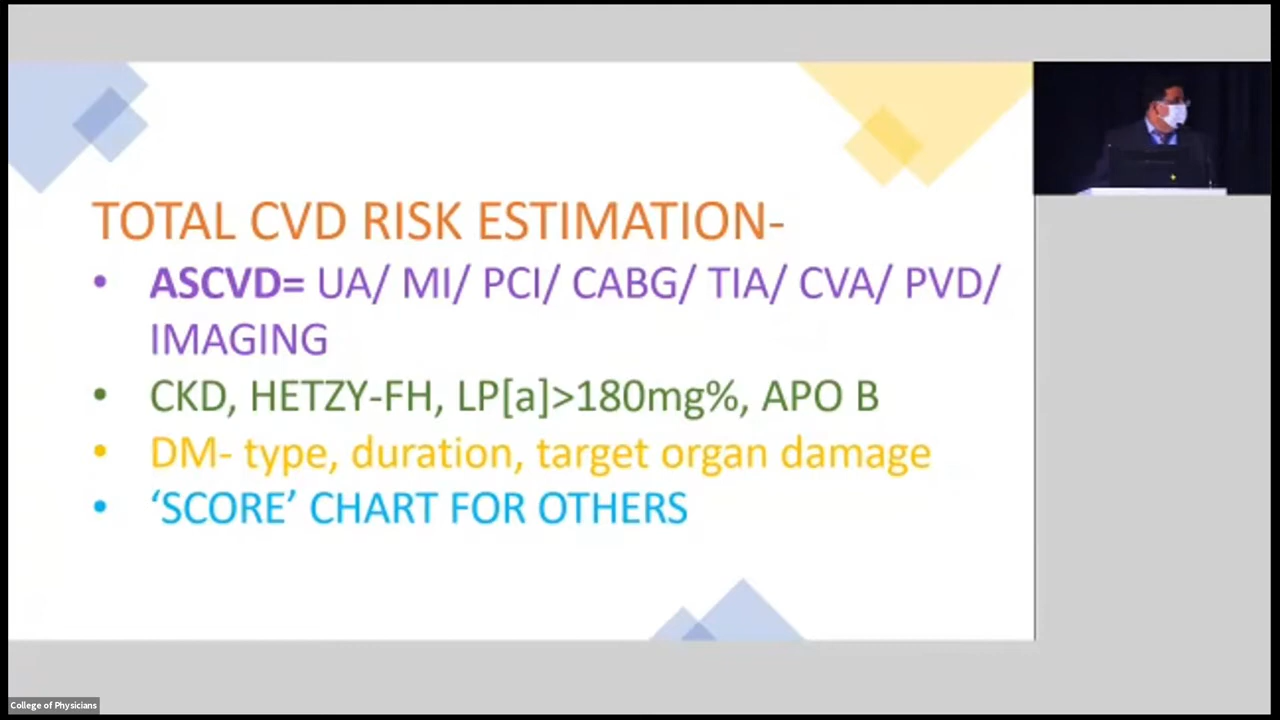 TOTAL CVD RISK ESTIMATION-
• ASCVD= UA/ MI/ PCI/ CABG/ TIA/ CVA/ PVD/
IMAGING
• CKD, HETZY-FH, LP[a]>180mg%, APO B
• DM- type, duration, target organ damage
• ‘SCORE’ CHART FOR OTHERS
College of Physicians